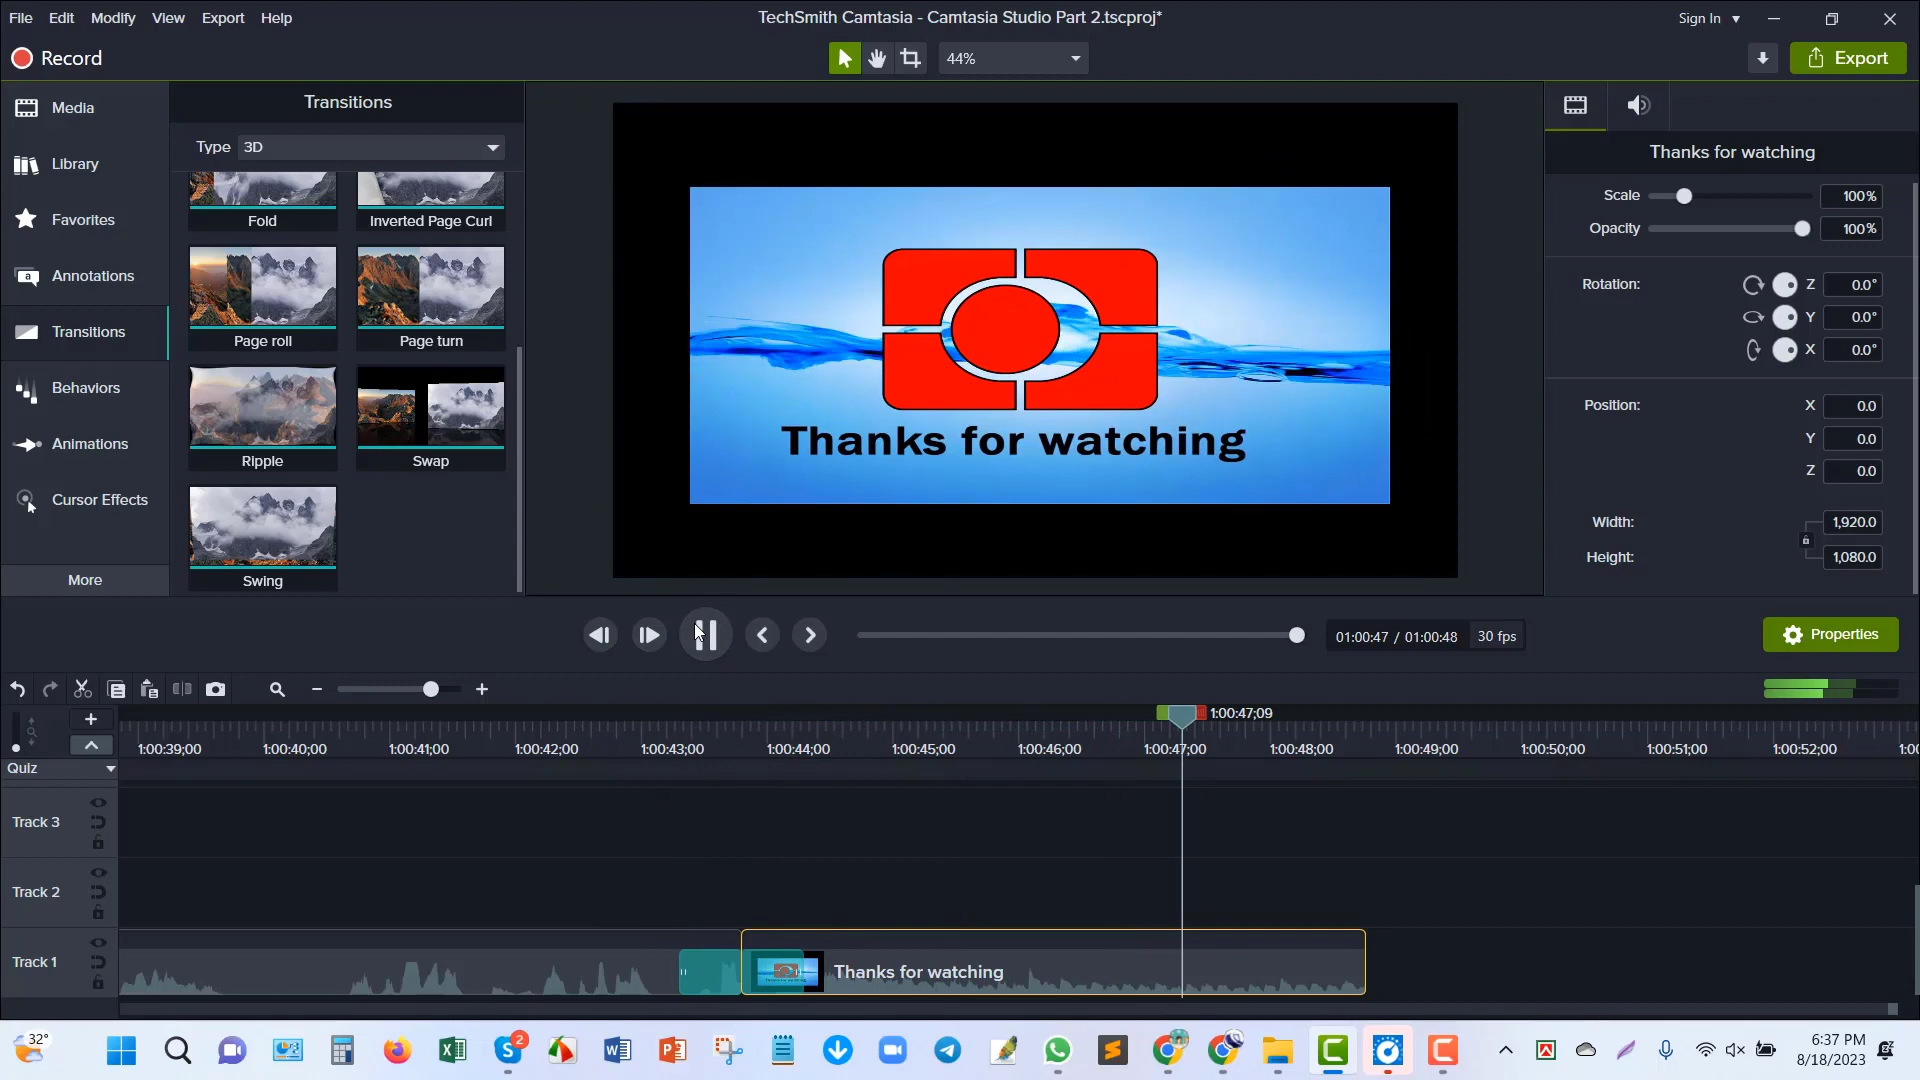 File Edit Modify View Export Help
TechSmith Camtasia - Camtasia Studio Part 2.tscproj*
Sign In
Record
44%
Export
Media
Library
Favorites
Annotations
Transitions
Behaviors
Animations
Cursor Effects
More
Transitions
Type 3D
Fold Inverted Page Curl
Page roll Page turn
Ripple Swap
Swing
Thanks for watching
Thanks for watching
Scale 100%
Opacity 100%
Rotation: Z 0.0°
Y 0.0°
X 0.0°
Position: X 0.0
Y 0.0
Z 0.0
Width: 1,920.0
Height: 1,080.0
01:00:47 / 01:00:48 30 fps
Properties
1:00:47;09
1:00:39;00 1:00:40;00 1:00:41;00 1:00:42;00 1:00:43;00 1:00:44;00 1:00:45;00 1:00:46;00 1:00:47;00 1:00:48;00 1:00:49;00 1:00:50;00 1:00:51;00 1:00:52;00 1:00
Quiz
Track 3
Track 2
Track 1
Thanks for watching
32°
2
6:37 PM
8/18/2023